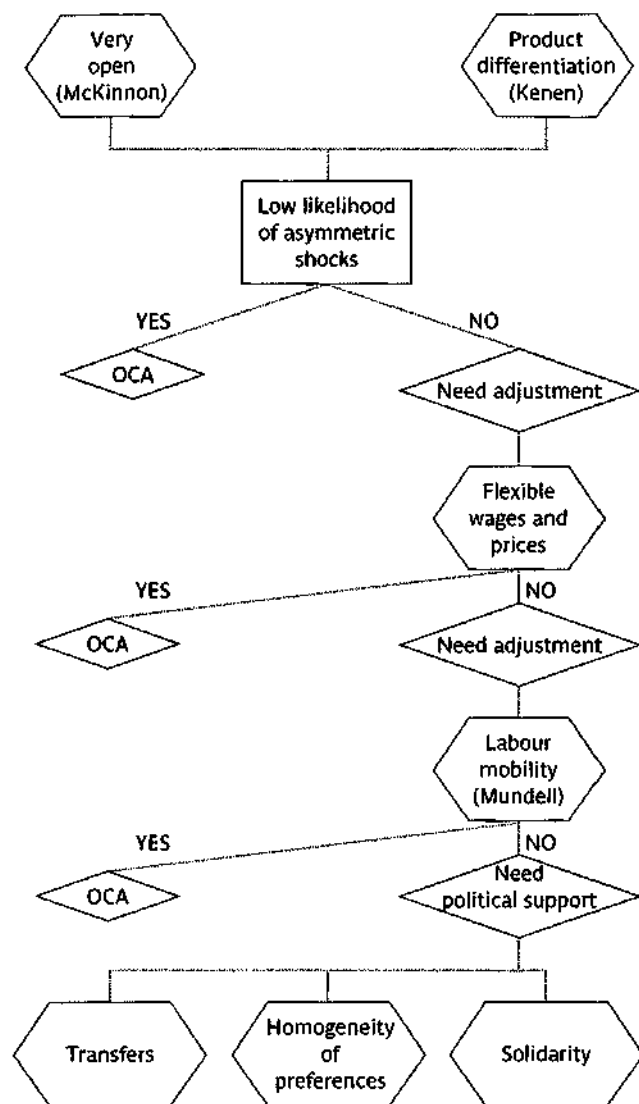 Very
open
(McKinnon)
Product
differentiation
(Kenen)
Low likelihood
of asymmetric
shocks
YES
NO
OCA
Need adjustment
Flexible
wages and
prices
YES
NO
OCA
Need adjustment
Labour
mobility
(Mundell)
YES
NO
OCA
Need
political support
Transfers
Homogeneity
of
preferences
Solidarity